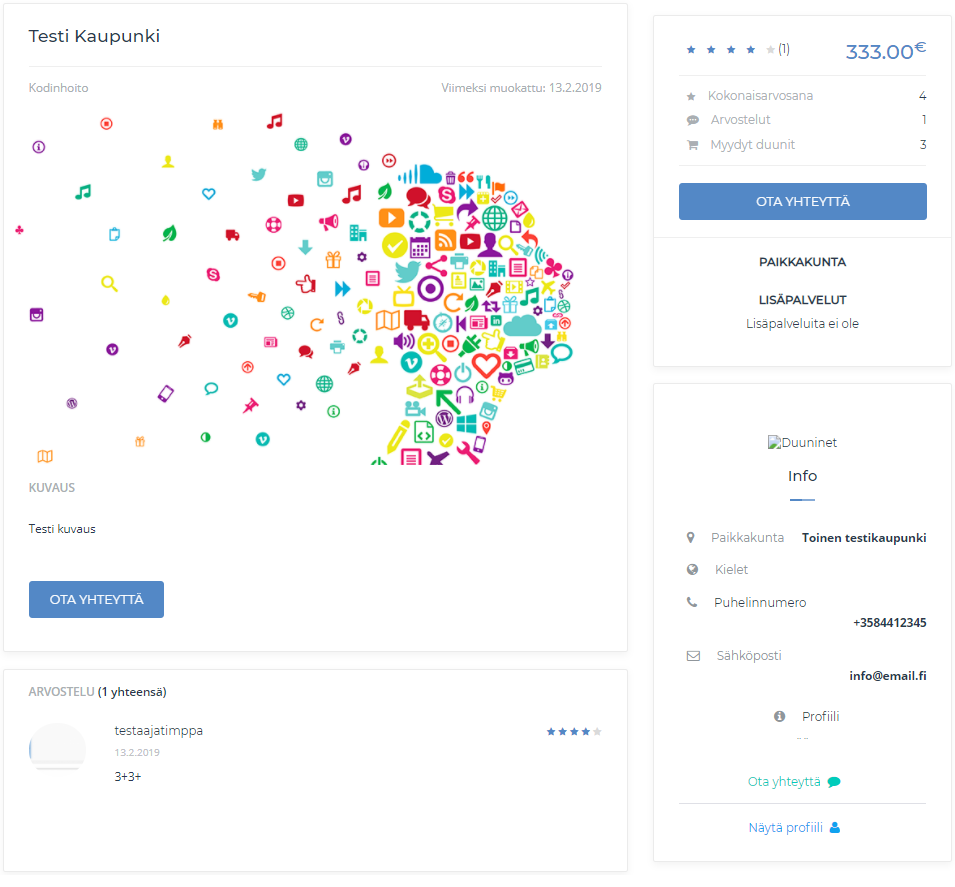 Testi Kaupunki
Kodinhoito
Viimeksi muokattu: 13.2.2019
KUVAUS
Testi kuvaus
OTA YHTEYTTÄ
ARVOSTELU (1 yhteensä)
testaajatimppa
13.2.2019
3+3+
(1)
333.00€
Kokonaisarvosana 4
Arvostelut 1
Myydyt duunit 3
OTA YHTEYTTÄ
PAIKKAKUNTA
LISÄPALVELUT
Lisäpalveluita ei ole
Duuninet
Info
Paikkakunta Toinen testikaupunki
Kielet
Puhelinnumero
+3584412345
Sähköposti
info@email.fi
Profiili
Ota yhteyttä
Näytä profiili